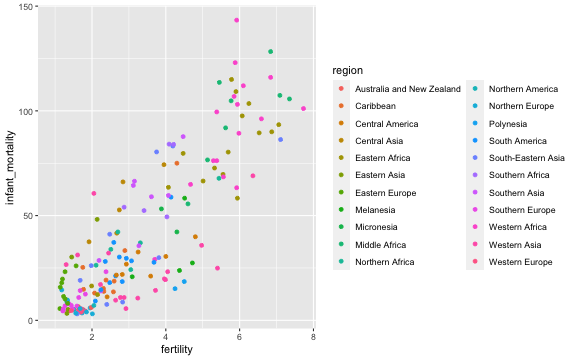 150
100
50
0
infant_mortality
2
4
6
8
fertility
region
Australia and New Zealand
Caribbean
Central America
Central Asia
Eastern Africa
Eastern Asia
Eastern Europe
Melanesia
Micronesia
Middle Africa
Northern Africa
Northern America
Northern Europe
Polynesia
South America
South-Eastern Asia
Southern Africa
Southern Asia
Southern Europe
Western Africa
Western Asia
Western Europe